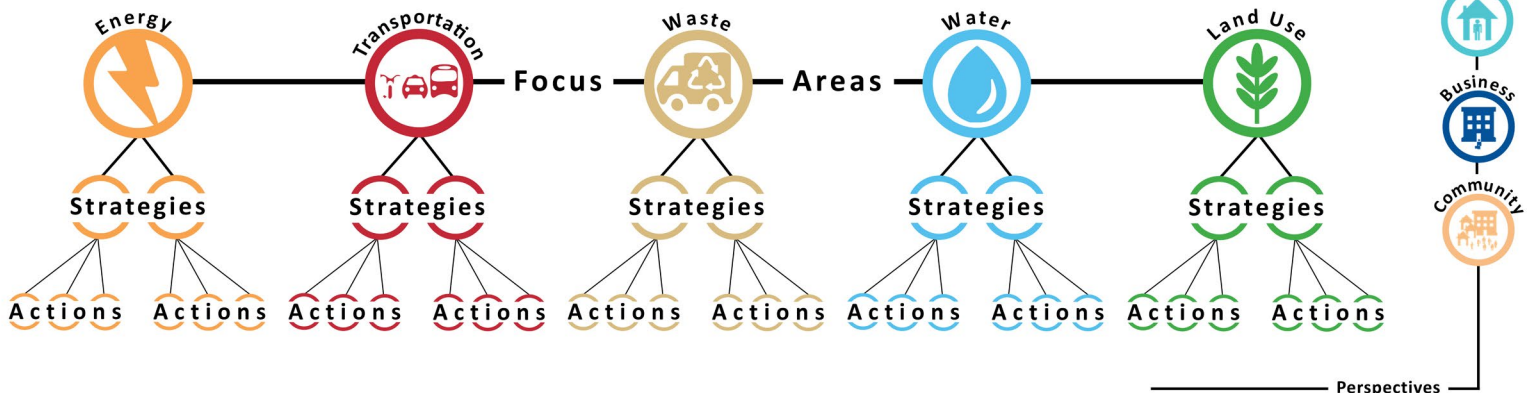 Energy
Transportation
Waste
Water
Land Use
Focus Areas
Strategies
Strategies
Strategies
Strategies
Strategies
Actions
Actions
Actions
Actions
Actions
Actions
Actions
Actions
Actions
Actions
Business
Community
Perspectives